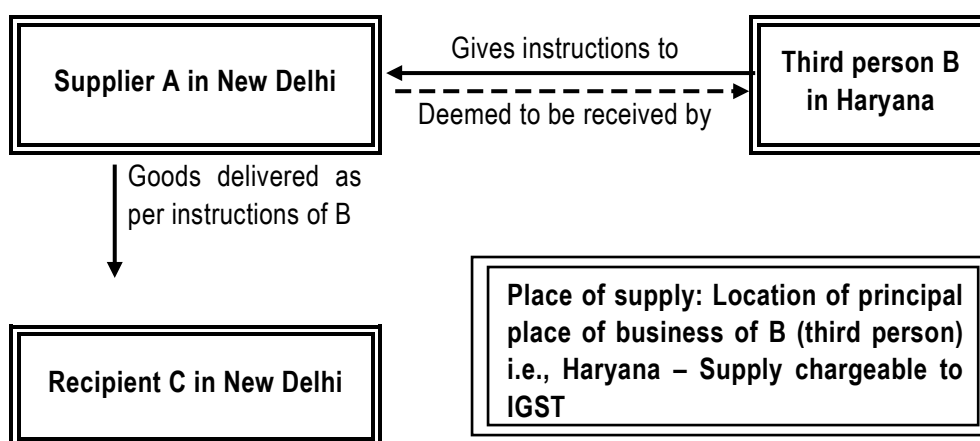 Supplier A in New Delhi
Gives instructions to
Deemed to be received by
Third person B
in Haryana
Goods delivered as
per instructions of B
Recipient C in New Delhi
Place of supply: Location of principal
place of business of B (third person)
i.e., Haryana – Supply chargeable to
IGST